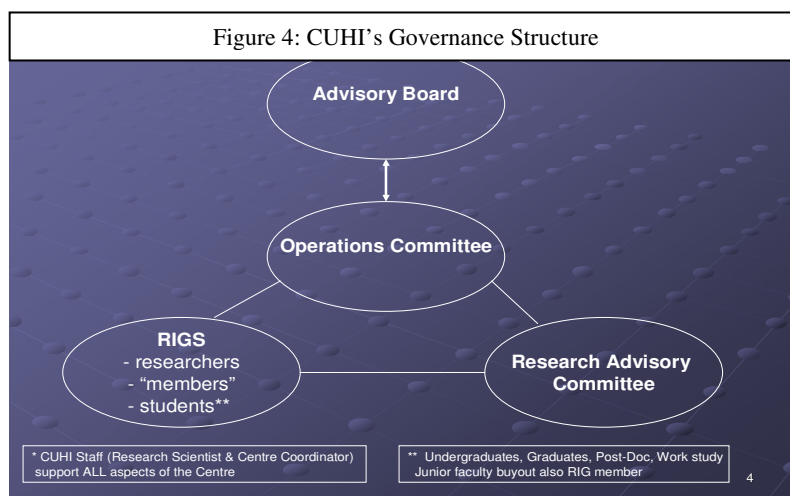 Figure 4: CUHI's Governance Structure
Advisory Board
Operations Committee
RIGS
- researchers
- “members”
- students**
Research Advisory
Committee
* CUHI Staff (Research Scientist & Centre Coordinator)
support ALL aspects of the Centre
** Undergraduates, Graduates, Post-Doc, Work study
Junior faculty buyout also RIG member
4